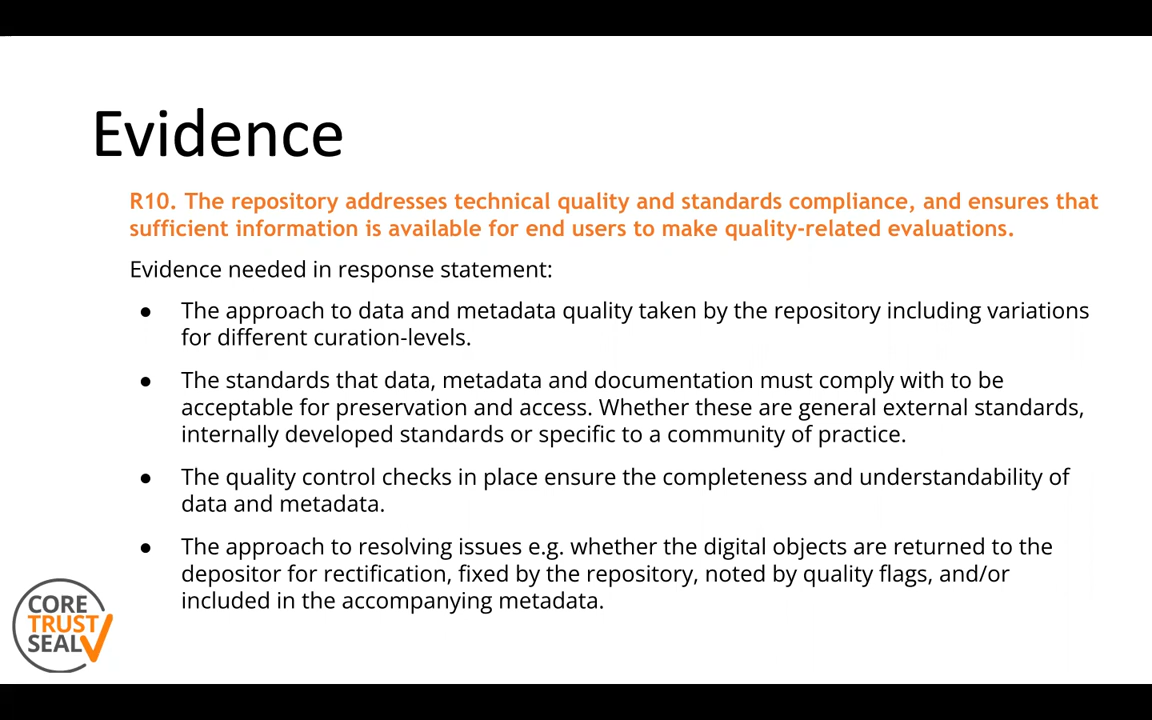 Evidence
R10. The repository addresses technical quality and standards compliance, and ensures that
sufficient information is available for end users to make quality-related evaluations.
Evidence needed in response statement:
● The approach to data and metadata quality taken by the repository including variations
for different curation-levels.
● The standards that data, metadata and documentation must comply with to be
acceptable for preservation and access. Whether these are general external standards,
internally developed standards or specific to a community of practice.
● The quality control checks in place ensure the completeness and understandability of
data and metadata.
● The approach to resolving issues e.g. whether the digital objects are returned to the
depositor for rectification, fixed by the repository, noted by quality flags, and/or
included in the accompanying metadata.
CORE
TRUST
SEAL